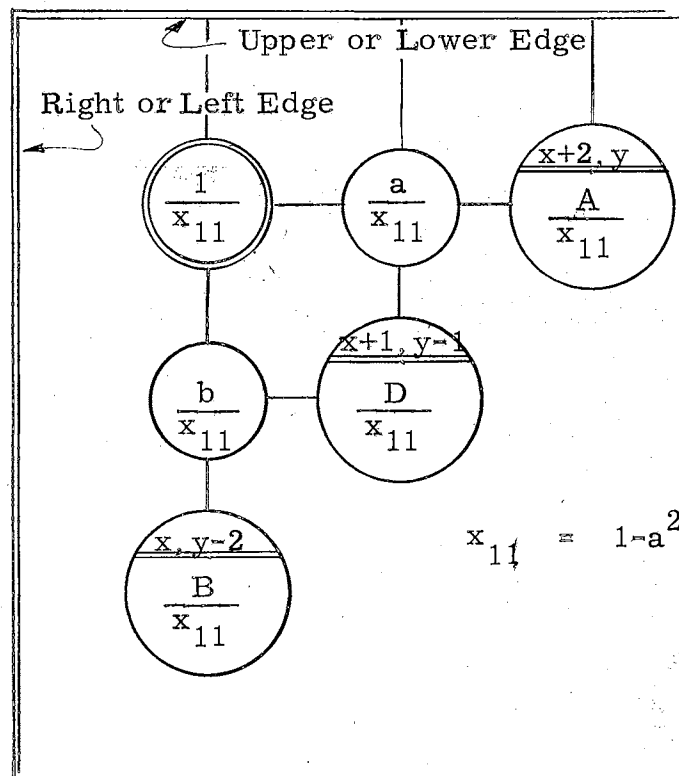 Upper or Lower Edge
Right or Left Edge
x+2, y
1
x11
a
x11
A
x11
x+1, y-1
b
x11
D
x11
x, y-2
B
x11
x11 = 1-a²